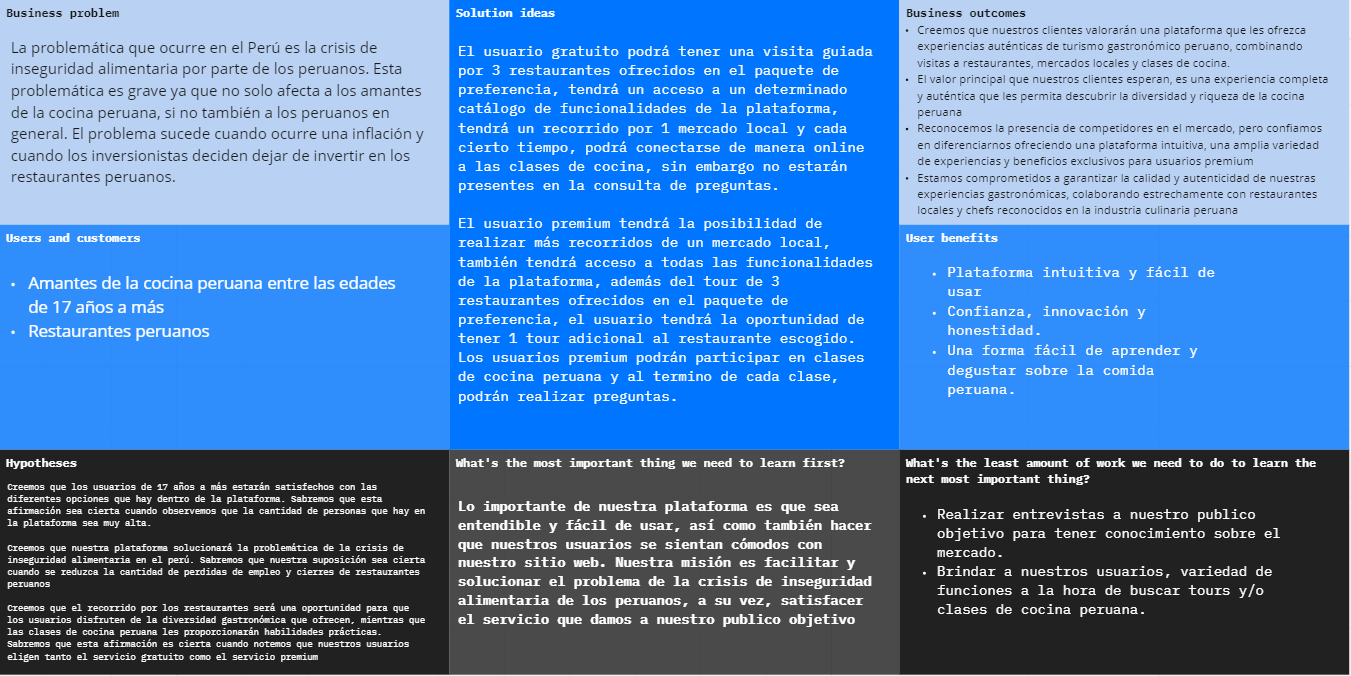 Business problem
La problemática que ocurre en el Perú es la crisis de
inseguridad alimentaria por parte de los peruanos. Esta
problemática es grave ya que no solo afecta a los amantes
de la cocina peruana, si no también a los peruanos en
general. El problema sucede cuando ocurre una inflación y
cuando los inversionistas deciden dejar de invertir en los
restaurantes peruanos.
Solution ideas
El usuario gratuito podrá tener una visita guiada
por 3 restaurantes ofrecidos en el paquete de
preferencia, tendrá un acceso a un determinado
catálogo de funcionalidades de la plataforma,
tendrá un recorrido por 1 mercado local y cada
cierto tiempo, podrá conectarse de manera online
a las clases de cocina, sin embargo no estarán
presentes en la consulta de preguntas.
El usuario premium tendrá la posibilidad de
realizar más recorridos de un mercado local,
también tendrá acceso a todas las funcionalidades
de la plataforma, además del tour de 3
restaurantes ofrecidos en el paquete de
preferencia, el usuario tendrá la oportunidad de
tener 1 tour adicional al restaurante escogido.
Los usuarios premium podrán participar en clases
de cocina peruana y al termino de cada clase,
podrán realizar preguntas.
Business outcomes
• Creemos que nuestros clientes valorarán una plataforma que les ofrezca
experiencias auténticas de turismo gastronómico peruano, combinando
visitas a restaurantes, mercados locales y clases de cocina.
• El valor principal que nuestros clientes esperan, es una experiencia completa
y auténtica que les permita descubrir la diversidad y riqueza de la cocina
peruana
• Reconocemos la presencia de competidores en el mercado, pero confiamos
en diferenciarnos ofreciendo una plataforma intuitiva, una amplia variedad
de experiencias y beneficios exclusivos para usuarios premium
• Estamos comprometidos a garantizar la calidad y autenticidad de nuestras
experiencias gastronómicas, colaborando estrechamente con restaurantes
locales y chefs reconocidos en la industria culinaria peruana
Users and customers
• Amantes de la cocina peruana entre las edades
de 17 años a más
• Restaurantes peruanos
User benefits
• Plataforma intuitiva y fácil de
usar
• Confianza, innovación y
honestidad.
• Una forma fácil de aprender y
degustar sobre la comida
peruana.
Hypotheses
Creemos que los usuarios de 17 años a más estarán satisfechos con las
diferentes opciones que hay dentro de la plataforma. Sabremos que esta
afirmación sea cierta cuando observemos que la cantidad de personas que hay en
la plataforma sea muy alta.
Creemos que nuestra plataforma solucionará la problemática de la crisis de
inseguridad alimentaria en el perú. Sabremos que nuestra suposición sea cierta
cuando se reduzca la cantidad de perdidas de empleo y cierres de restaurantes
peruanos
Creemos que el recorrido por los restaurantes será una oportunidad para que
los usuarios disfruten de la diversidad gastronómica que ofrecen, mientras que
las clases de cocina peruana les proporcionarán habilidades prácticas.
Sabremos que esta afirmación es cierta cuando notemos que nuestros usuarios
eligen tanto el servicio gratuito como el servicio premium
What's the most important thing we need to learn first?
Lo importante de nuestra plataforma es que sea
entendible y fácil de usar, así como también hacer
que nuestros usuarios se sientan cómodos con
nuestro sitio web. Nuestra misión es facilitar y
solucionar el problema de la crisis de inseguridad
alimentaria de los peruanos, a su vez, satisfacer
el servicio que damos a nuestro publico objetivo
What's the least amount of work we need to do to learn the
next most important thing?
• Realizar entrevistas a nuestro publico
objetivo para tener conocimiento sobre el
mercado.
• Brindar a nuestros usuarios, variedad de
funciones a la hora de buscar tours y/o
clases de cocina peruana.